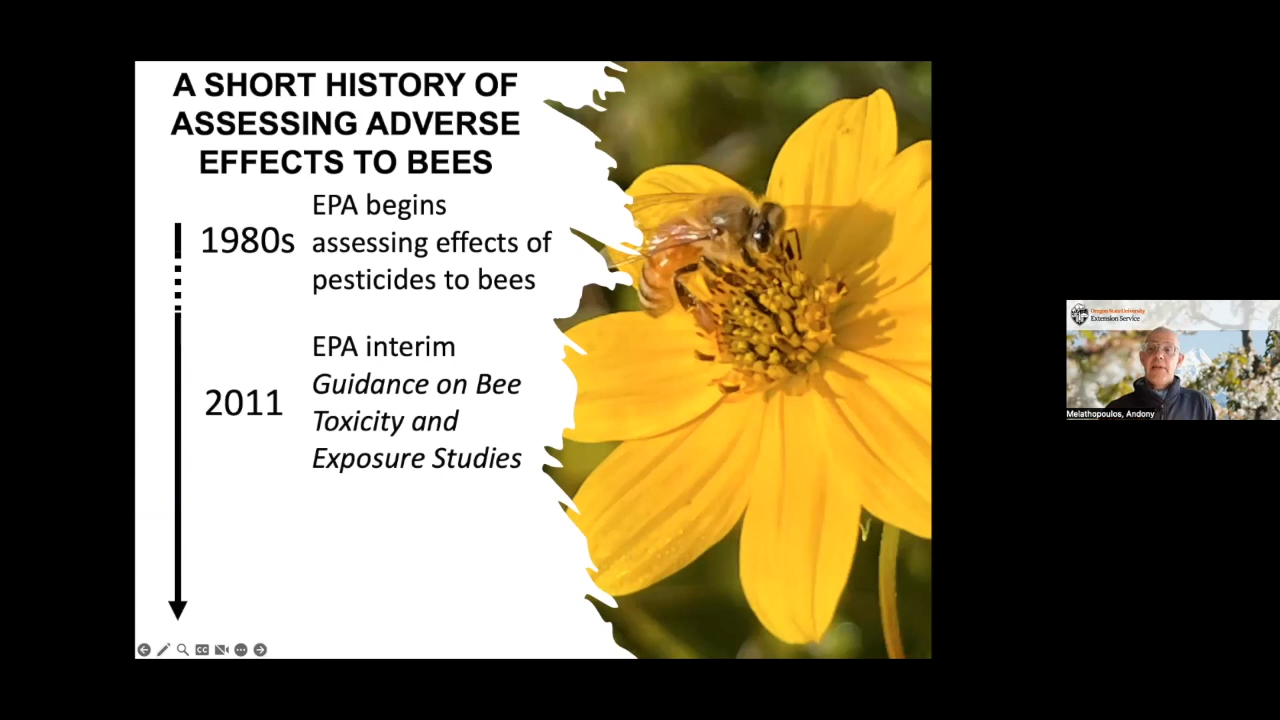 A SHORT HISTORY OF
ASSESSING ADVERSE
EFFECTS TO BEES
1980s
EPA begins
assessing effects of
pesticides to bees
2011
EPA interim
Guidance on Bee
Toxicity and
Exposure Studies
CC
Oregon State University
Extension Service
Melathopoulos, Andony